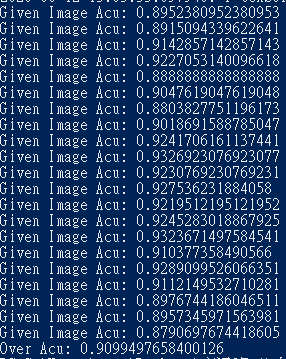 Given Image Acu: 0.8952380952380953
Given Image Acu: 0.8915094339622641
Given Image Acu: 0.9142857142857143
Given Image Acu: 0.9227053140096618
Given Image Acu: 0.8888888888888888
Given Image Acu: 0.9047619047619048
Given Image Acu: 0.8803827751196173
Given Image Acu: 0.9018691588785047
Given Image Acu: 0.9241706161137441
Given Image Acu: 0.9326923076923077
Given Image Acu: 0.9230769230769231
Given Image Acu: 0.927536231884058
Given Image Acu: 0.9219512195121952
Given Image Acu: 0.9245283018867925
Given Image Acu: 0.9323671497584541
Given Image Acu: 0.910377358490566
Given Image Acu: 0.9289099526066351
Given Image Acu: 0.9112149532710281
Given Image Acu: 0.8976744186046511
Given Image Acu: 0.8957345971563981
Given Image Acu: 0.8790697674418605
Over Acu: 0.9099497658400126